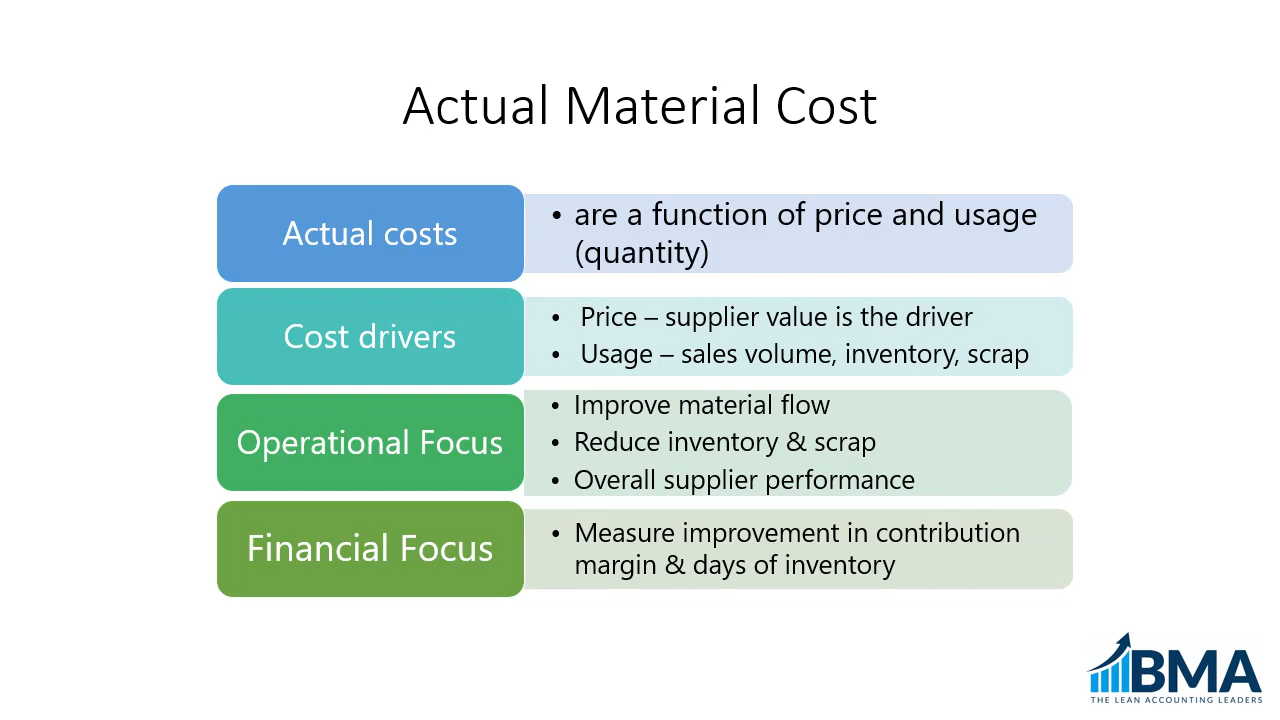 Actual Material Cost
Actual costs
• are a function of price and usage
(quantity)
Cost drivers
• Price – supplier value is the driver
• Usage – sales volume, inventory, scrap
Operational Focus
• Improve material flow
• Reduce inventory & scrap
• Overall supplier performance
Financial Focus
• Measure improvement in contribution
margin & days of inventory
BMA
THE LEAN ACCOUNTING LEADERS